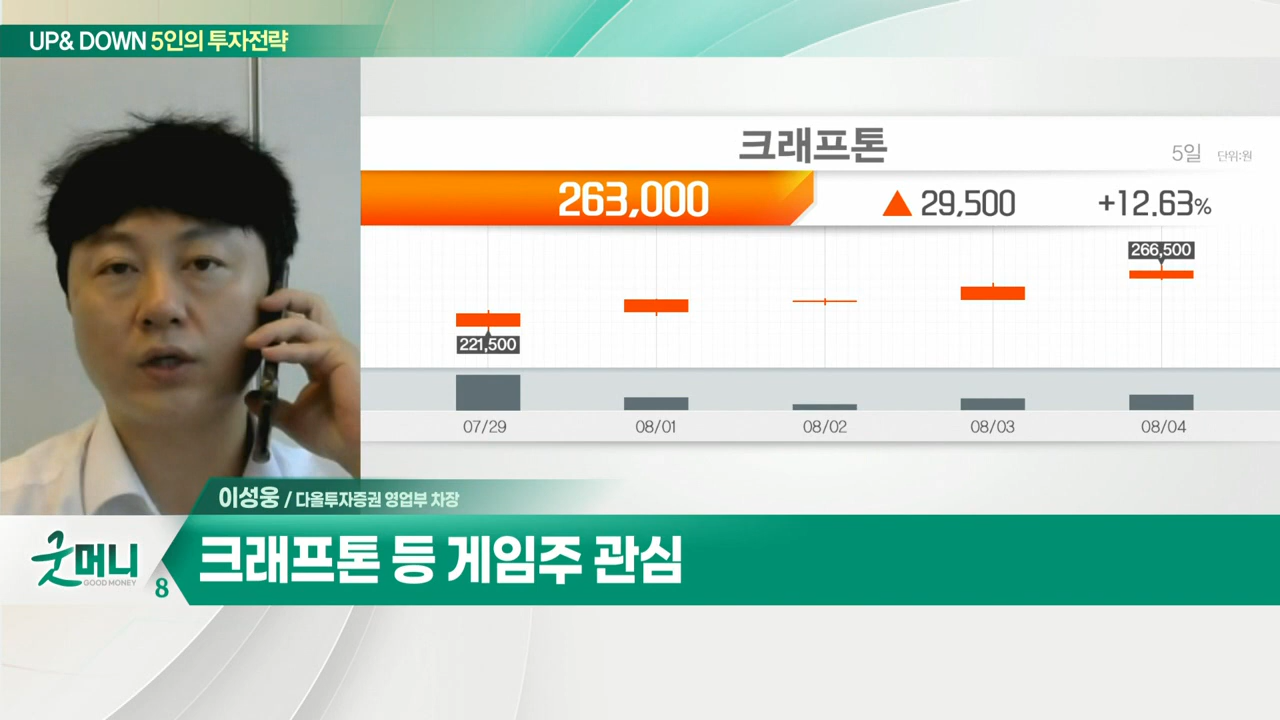 UP& DOWN 5인의 투자전략
크래프톤
5일 단위:원
263,000 ▲ 29,500 +12.63%
266,500
221,500
07/29 08/01 08/02 08/03 08/04
이성웅 / 다올투자증권 영업부 차장
굿머니
GOOD MONEY
8
크래프톤 등 게임주 관심